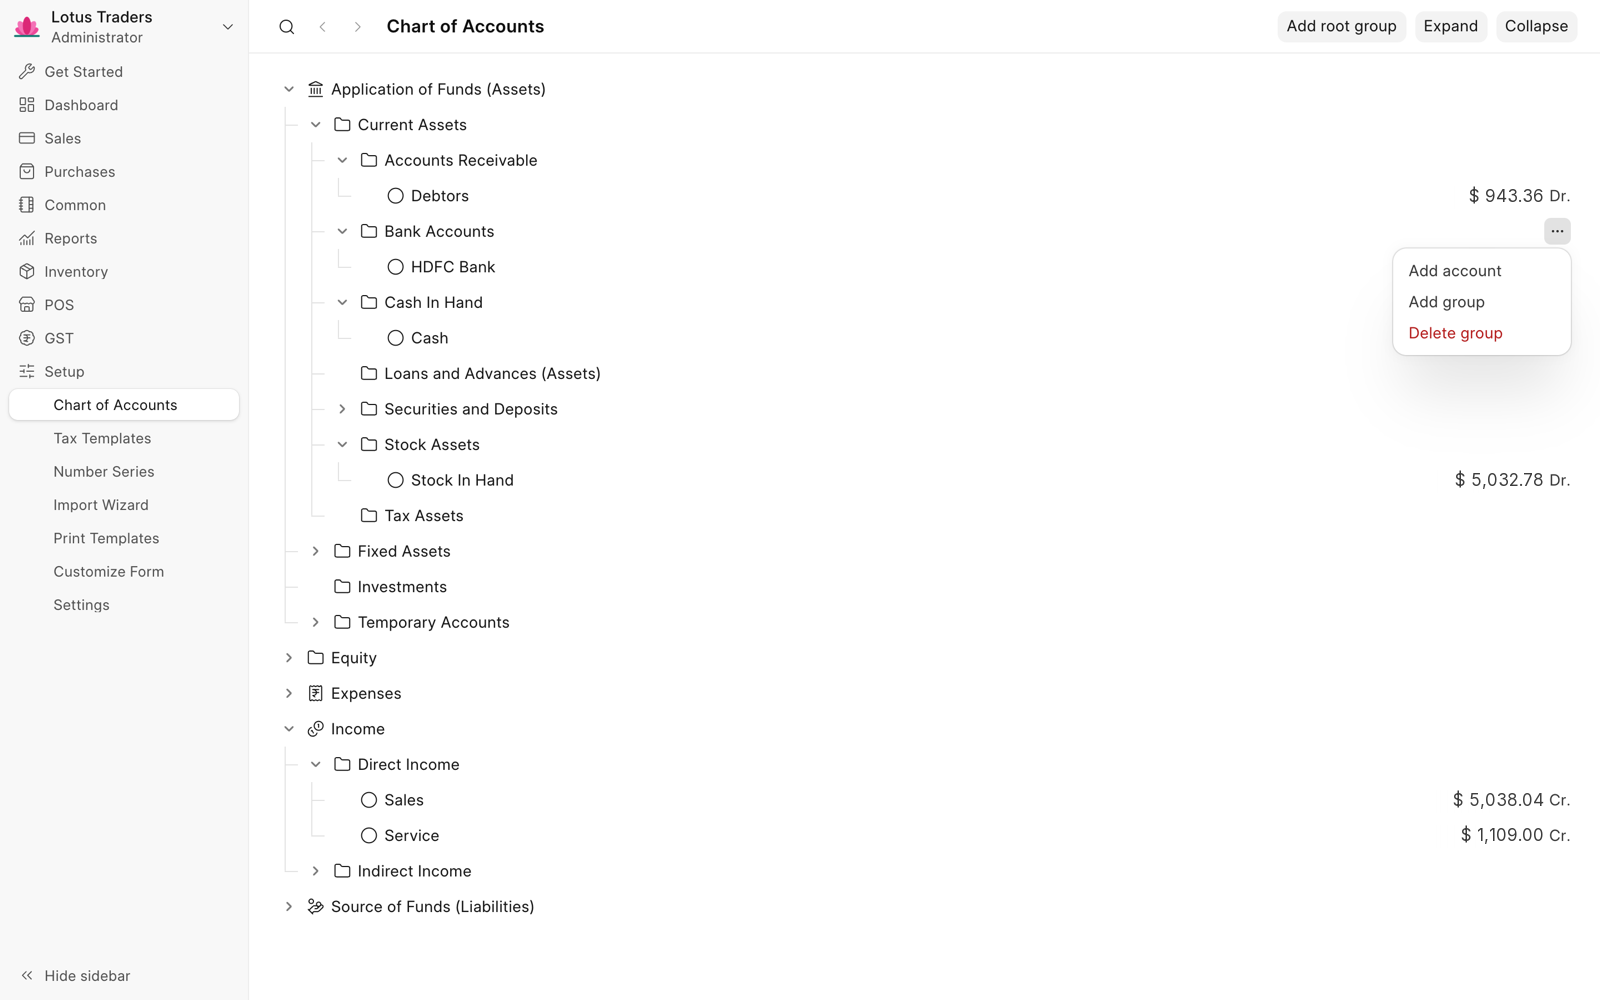 Lotus Traders
Administrator
Get Started
Dashboard
Sales
Purchases
Common
Reports
Inventory
POS
GST
Setup
Chart of Accounts
Tax Templates
Number Series
Import Wizard
Print Templates
Customize Form
Settings
Hide sidebar
Chart of Accounts
Add root group
Expand
Collapse
Application of Funds (Assets)
Current Assets
Accounts Receivable
Debtors $ 943.36 Dr.
Bank Accounts
HDFC Bank
Add account
Add group
Delete group
Cash In Hand
Cash
Loans and Advances (Assets)
Securities and Deposits
Stock Assets
Stock In Hand $ 5,032.78 Dr.
Tax Assets
Fixed Assets
Investments
Temporary Accounts
Equity
Expenses
Income
Direct Income
Sales $ 5,038.04 Cr.
Service $ 1,109.00 Cr.
Indirect Income
Source of Funds (Liabilities)